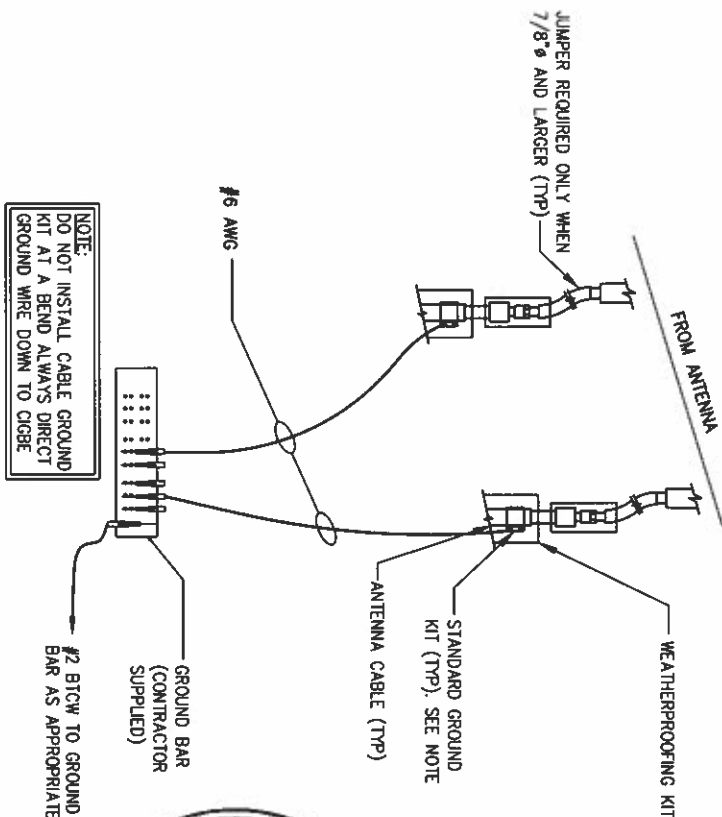 FROM ANTENNA
JUMPER REQUIRED ONLY WHEN
7/8"ø AND LARGER (TYP)
WEATHERPROOFING KIT
STANDARD GROUND
KIT (TYP). SEE NOTE
ANTENNA CABLE (TYP)
#6 AWG
GROUND BAR
(CONTRACTOR
SUPPLIED)
#2 BTCW TO GROUND
BAR AS APPROPRIATE
NOTE:
DO NOT INSTALL CABLE GROUND
KIT AT A BEND ALWAYS DIRECT
GROUND WIRE DOWN TO CIGBE